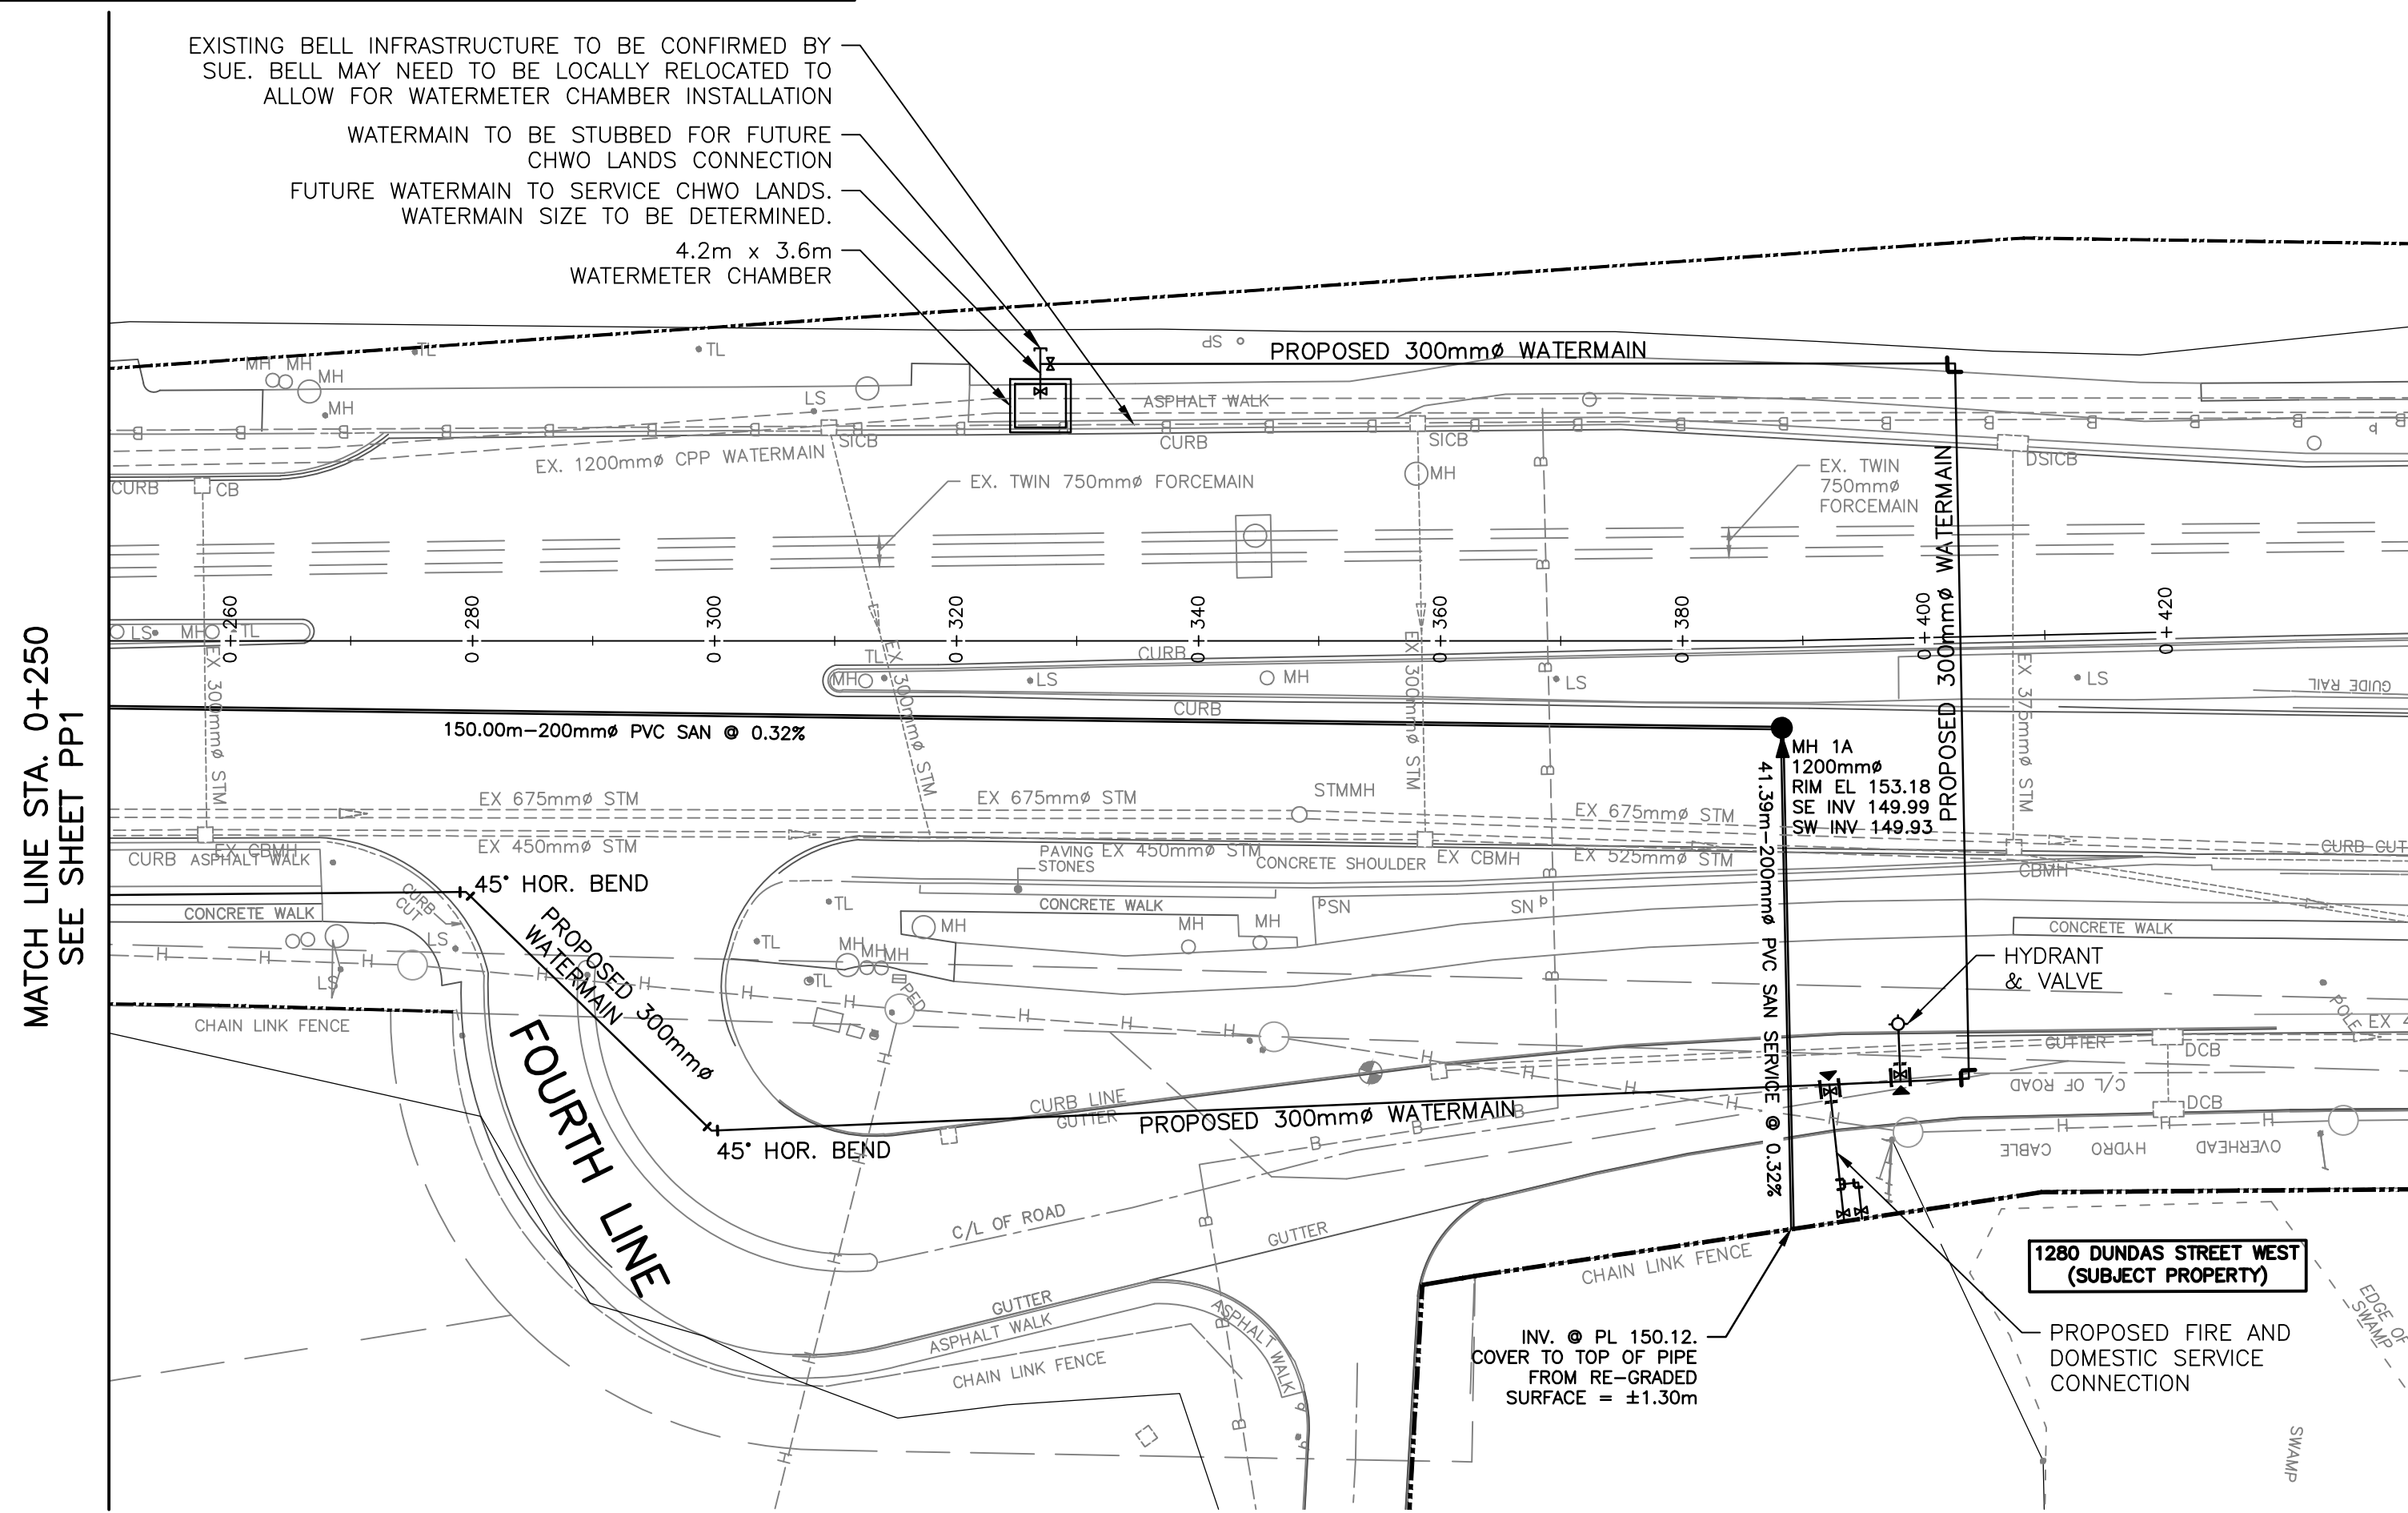 EXISTING BELL INFRASTRUCTURE TO BE CONFIRMED BY
SUE. BELL MAY NEED TO BE LOCALLY RELOCATED TO
ALLOW FOR WATERMETER CHAMBER INSTALLATION
WATERMAIN TO BE STUBBED FOR FUTURE
CHWO LANDS CONNECTION
FUTURE WATERMAIN TO SERVICE CHWO LANDS.
WATERMAIN SIZE TO BE DETERMINED.
4.2m x 3.6m
WATERMETER CHAMBER
MATCH LINE STA. 0+250
SEE SHEET PP1
MH
MH
MH
MH
TL
TL
LS
SP
PROPOSED 300mmø WATERMAIN
ASPHALT WALK
B B B B B B B B B B B B B B B B B B B B B B
SICB
CURB
SICB
MH
DSICB
EX. 1200mmø CPP WATERMAIN
CURB
CB
EX. TWIN 750mmø FORCEMAIN
EX. TWIN
750mmø
FORCEMAIN
PROPOSED 300mmø WATERMAIN
0+260
0 280
0 300
0 320
0 340
0 360
0+380
0+400
0+420
LS
MH
TL
EX 300mmø STM
TL
EX 300mmø STM
MH
CURB
LS
MH
EX 300mmø STM
B
B
B
B
B
B
LS
EX 375mmø STM
LS
GUIDE RAIL
CURB
150.00m-200mmø PVC SAN @ 0.32%
MH 1A
1200mmø
RIM EL 153.18
SE INV 149.99
SW INV 149.93
PROPOSED 300mmø WATERMAIN
41.39m-200mmø PVC SAN SERVICE @ 0.32%
EX 675mmø STM
EX 675mmø STM
STMMH
EX 675mmø STM
EX CBMH
EX 450mmø STM
CURB
ASPHALT WALK
PAVING
STONES
EX 450mmø STM
CONCRETE SHOULDER
EX CBMH
EX 525mmø STM
CBMH
CURB CUT
45° HOR. BEND
CURB
CUT
CONCRETE WALK
TL
CONCRETE WALK
SN
SN
CONCRETE WALK
MH
MH
MH
LS
LS
TL
MH
MH
MH
TL
PED
H H H H H H H H H H H H
PROPOSED 300mmø
WATERMAIN
HYDRANT
& VALVE
POLE
CHAIN LINK FENCE
FOURTH LINE
GUTTER
DCB
C/L OF ROAD
DCB
CURB LINE
GUTTER
PROPOSED 300mmø WATERMAIN
B
B
B
45° HOR. BEND
H
H
H
H
H
OVERHEAD HYDRO CABLE
H H H
C/L OF ROAD
GUTTER
B
B
B
CHAIN LINK FENCE
1280 DUNDAS STREET WEST
(SUBJECT PROPERTY)
GUTTER
ASPHALT WALK
ASPHALT WALK
CHAIN LINK FENCE
INV. @ PL 150.12.
COVER TO TOP OF PIPE
FROM RE-GRADED
SURFACE = ±1.30m
PROPOSED FIRE AND
DOMESTIC SERVICE
CONNECTION
EDGE OF
SWAMP
SWAMP